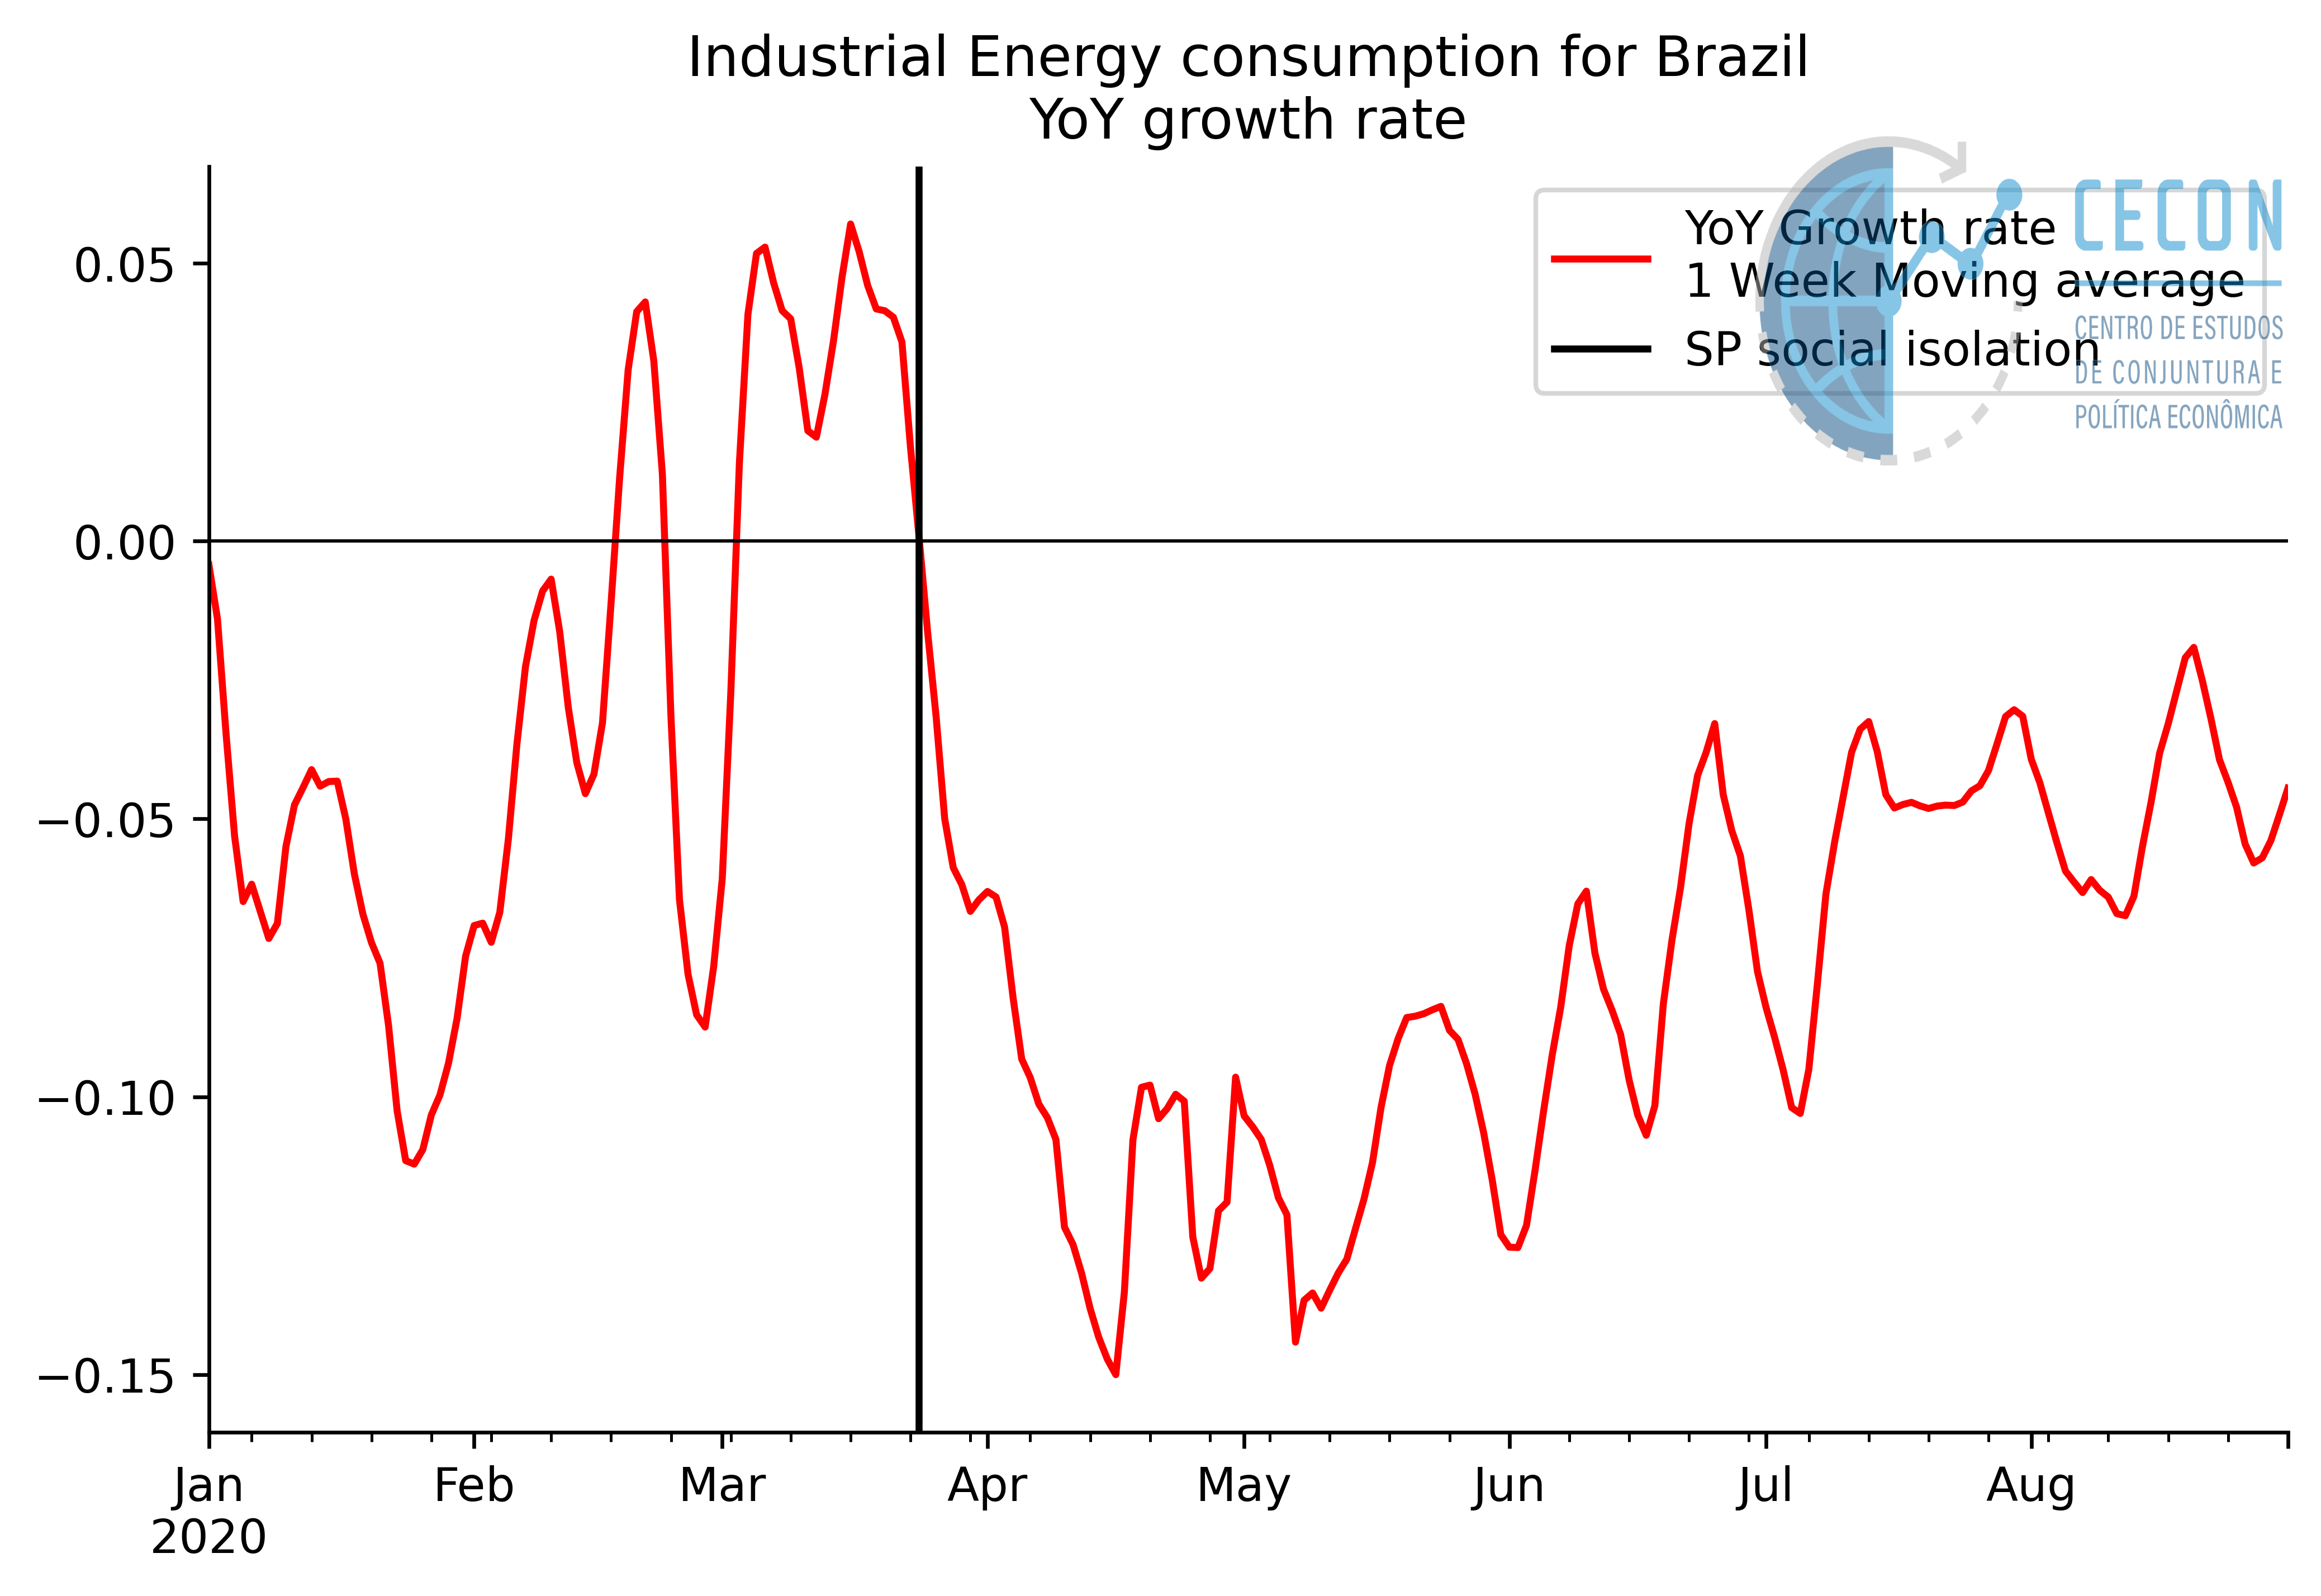 Industrial Energy consumption for Brazil
YoY growth rate
YoY Growth rate
1 Week Moving average
SP social isolation
CECON
CENTRO DE ESTUDOS
DE CONJUNTURA E
POLÍTICA ECONÔMICA
0.05
0.00
−0.05
−0.10
−0.15
Jan Feb Mar Apr May Jun Jul Aug
2020